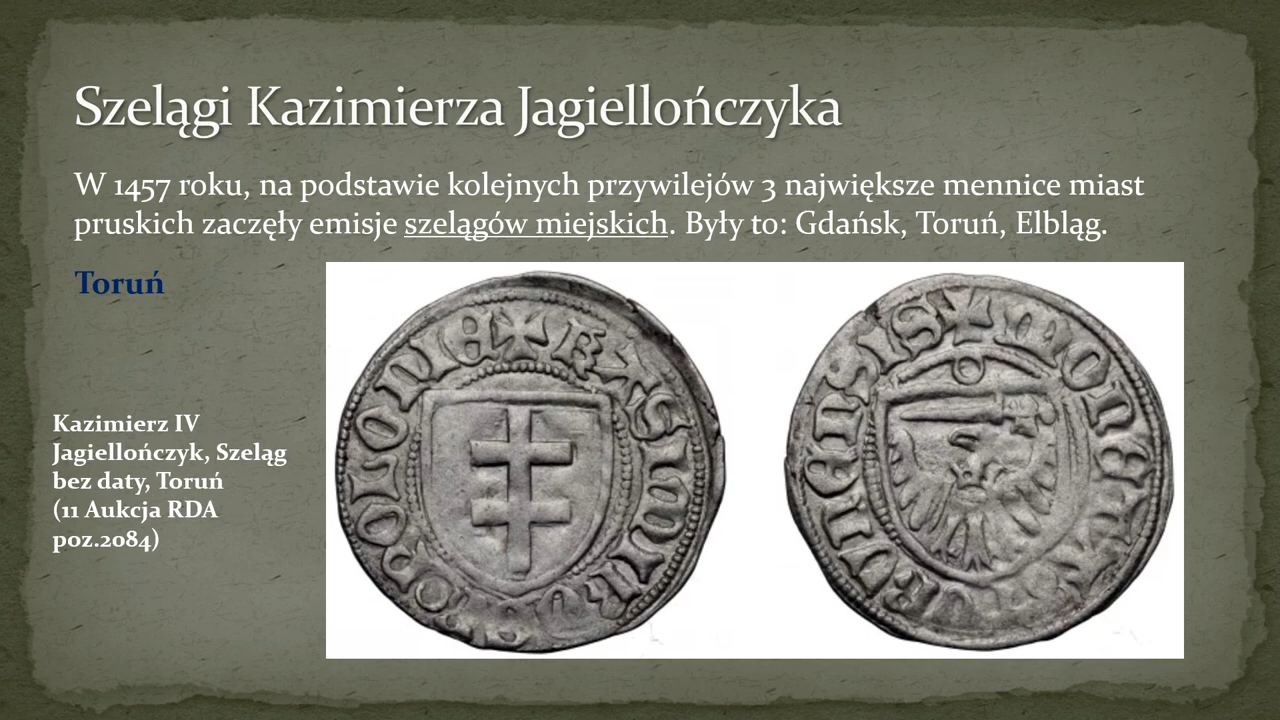 Szelągi Kazimierza Jagiellończyka
W 1457 roku, na podstawie kolejnych przywilejów 3 największe mennice miast
pruskich zaczęły emisje szelągów miejskich. Były to: Gdańsk, Toruń, Elbląg.
Toruń
Kazimierz IV
Jagiellończyk, Szeląg
bez daty, Toruń
(11 Aukcja RDA
poz.2084)